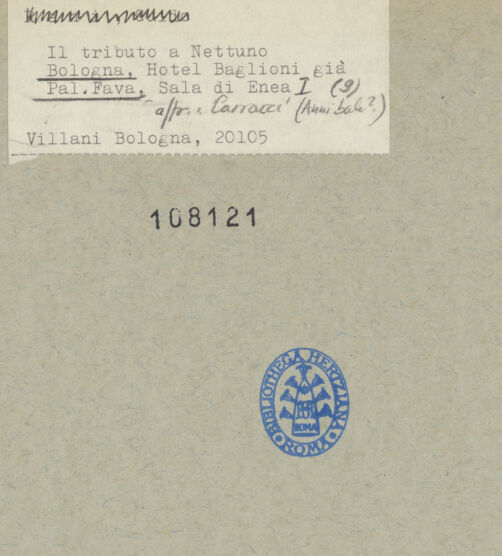 Il tributo a Nettuno
Bologna, Hotel Baglioni già
Pal.Fava, Sala di Enea I (9)
affr. Carracci (Annibale?)
Villani Bologna, 20105
108121
BIBLIOTHECA HERTZIANA
ROMA
ROMA